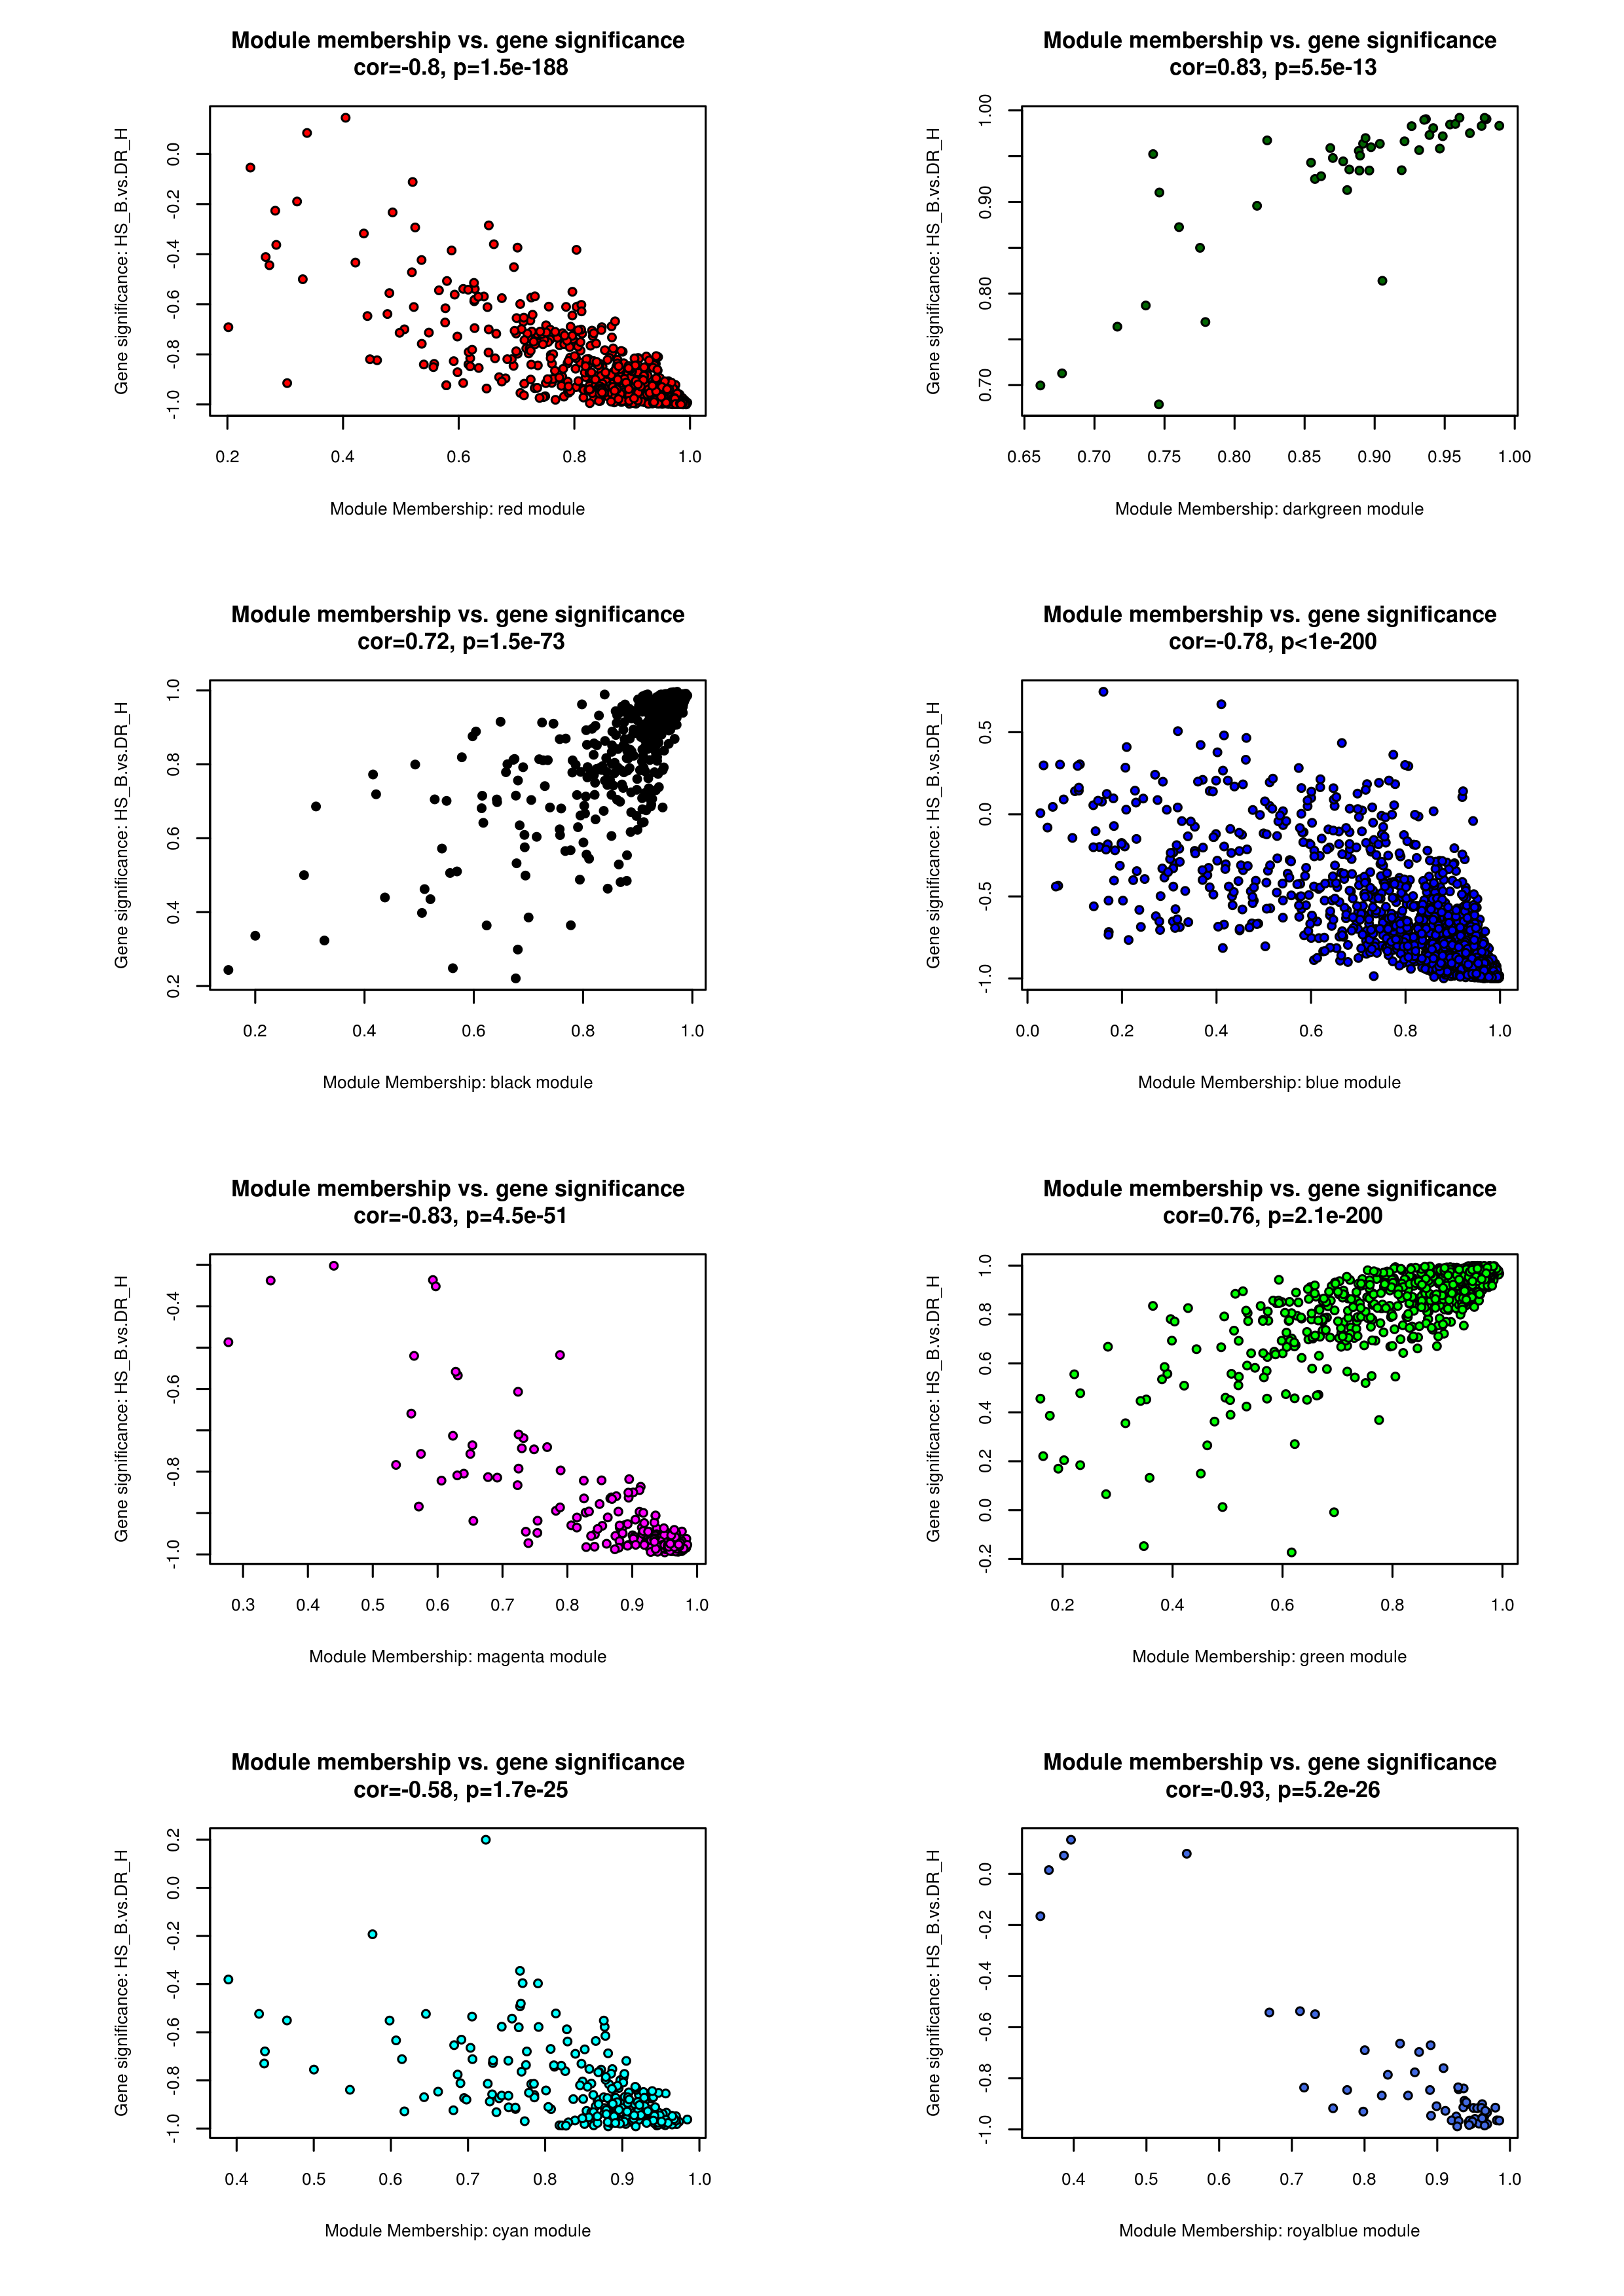 Module membership vs. gene significance
cor=-0.8, p=1.5e-188
Gene significance: HS_B.vs.DR_H
0.0
-0.2
-0.4
-0.6
-0.8
-1.0
0.2 0.4 0.6 0.8 1.0
Module Membership: red module
Module membership vs. gene significance
cor=0.83, p=5.5e-13
Gene significance: HS_B.vs.DR_H
1.00
0.90
0.80
0.70
0.65 0.70 0.75 0.80 0.85 0.90 0.95 1.00
Module Membership: darkgreen module
Module membership vs. gene significance
cor=0.72, p=1.5e-73
Gene significance: HS_B.vs.DR_H
1.0
0.8
0.6
0.4
0.2
0.2 0.4 0.6 0.8 1.0
Module Membership: black module
Module membership vs. gene significance
cor=-0.78, p<1e-200
Gene significance: HS_B.vs.DR_H
0.5
0.0
-0.5
-1.0
0.0 0.2 0.4 0.6 0.8 1.0
Module Membership: blue module
Module membership vs. gene significance
cor=-0.83, p=4.5e-51
Gene significance: HS_B.vs.DR_H
-0.4
-0.6
-0.8
-1.0
0.3 0.4 0.5 0.6 0.7 0.8 0.9 1.0
Module Membership: magenta module
Module membership vs. gene significance
cor=0.76, p=2.1e-200
Gene significance: HS_B.vs.DR_H
1.0
0.8
0.6
0.4
0.2
0.0
-0.2
0.2 0.4 0.6 0.8 1.0
Module Membership: green module
Module membership vs. gene significance
cor=-0.58, p=1.7e-25
Gene significance: HS_B.vs.DR_H
0.2
0.0
-0.2
-0.4
-0.6
-0.8
-1.0
0.4 0.5 0.6 0.7 0.8 0.9 1.0
Module Membership: cyan module
Module membership vs. gene significance
cor=-0.93, p=5.2e-26
Gene significance: HS_B.vs.DR_H
0.0
-0.2
-0.4
-0.6
-0.8
-1.0
0.4 0.5 0.6 0.7 0.8 0.9 1.0
Module Membership: royalblue module